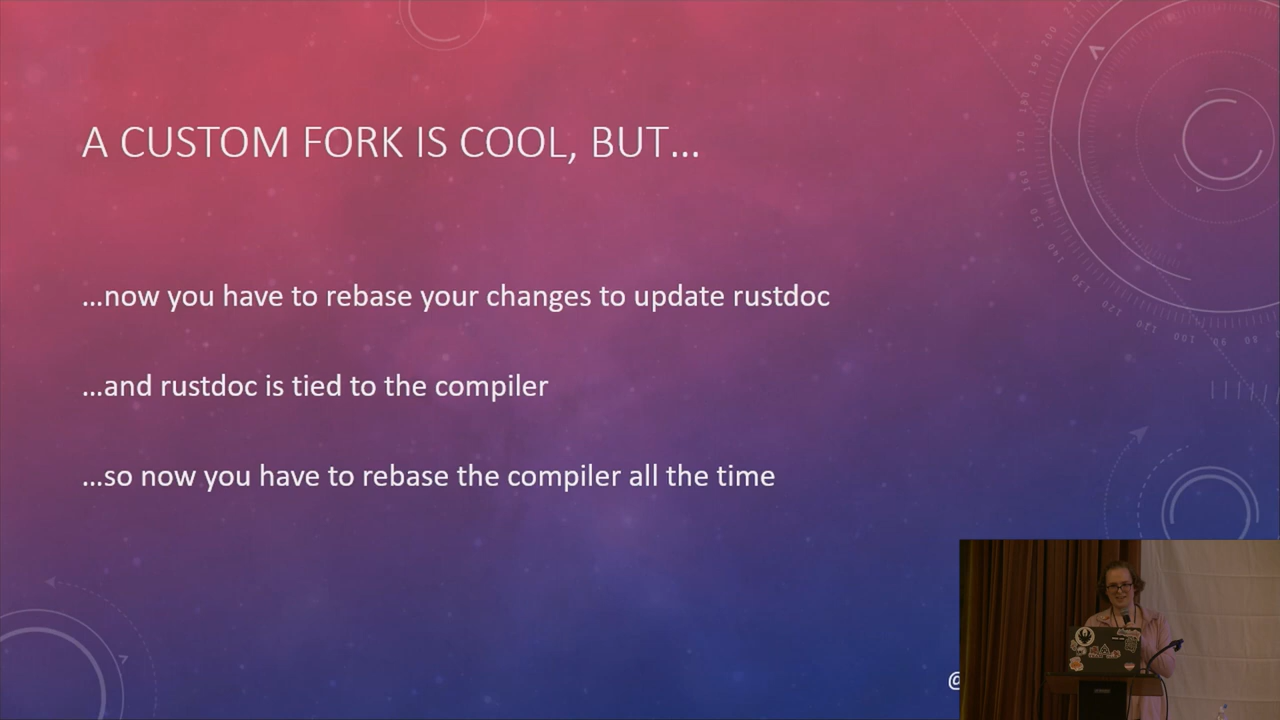 A CUSTOM FORK IS COOL, BUT...
...now you have to rebase your changes to update rustdoc
...and rustdoc is tied to the compiler
...so now you have to rebase the compiler all the time
@